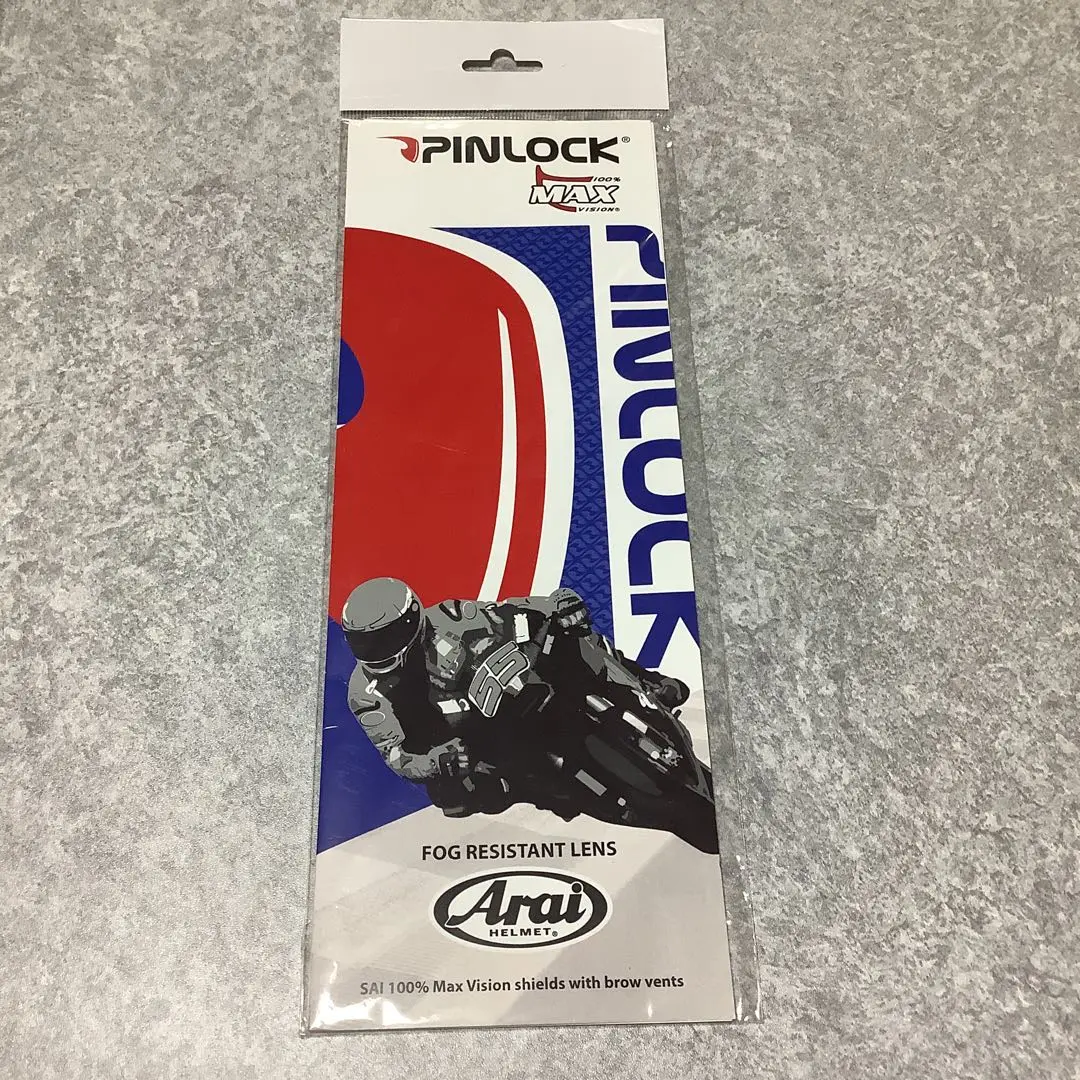 PINLOCK®
100%
MAX
VISION®
PINLOCK
55
FOG RESISTANT LENS
Arai
HELMET®
SAI 100% Max Vision shields with brow vents